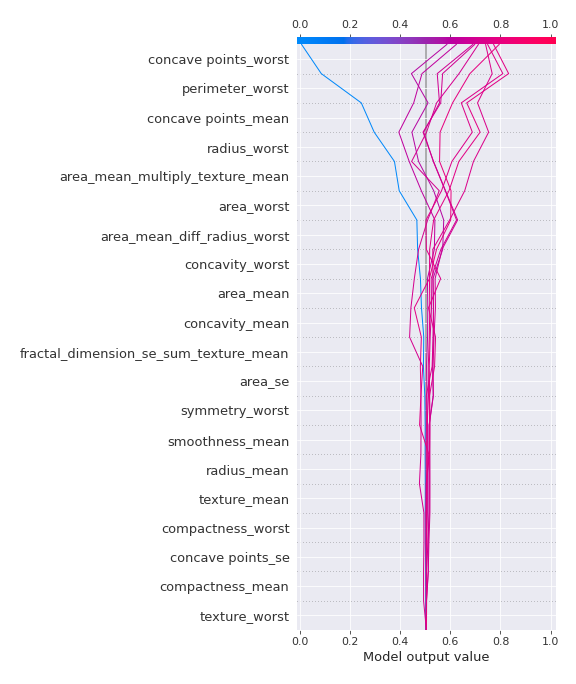 0.0 0.2 0.4 0.6 0.8 1.0
concave points_worst
perimeter_worst
concave points_mean
radius_worst
area_mean_multiply_texture_mean
area_worst
area_mean_diff_radius_worst
concavity_worst
area_mean
concavity_mean
fractal_dimension_se_sum_texture_mean
area_se
symmetry_worst
smoothness_mean
radius_mean
texture_mean
compactness_worst
concave points_se
compactness_mean
texture_worst
0.0 0.2 0.4 0.6 0.8 1.0
Model output value